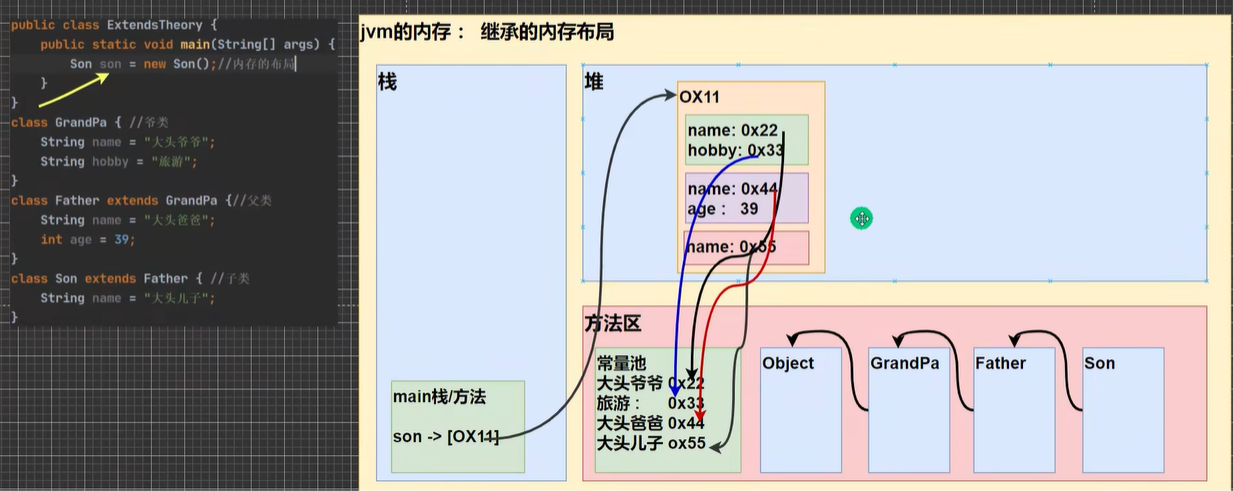 public class ExtendsTheory {
public static void main(String[] args) {
Son son = new Son();//内存的布局
}
}
class GrandPa { //爷类
String name = "大头爷爷";
String hobby = "旅游";
}
class Father extends GrandPa {//父类
String name = "大头爸爸";
int age = 39;
}
class Son extends Father { //子类
String name = "大头儿子";
}
jvm的内存： 继承的内存布局
栈
main栈/方法
son -> [OX11]
堆
OX11
name: 0x22
hobby: 0x33
name: 0x44
age： 39
name: 0x55
方法区
常量池
大头爷爷 0x22
旅游： 0x33
大头爸爸 0x44
大头儿子 ox55
Object
GrandPa
Father
Son